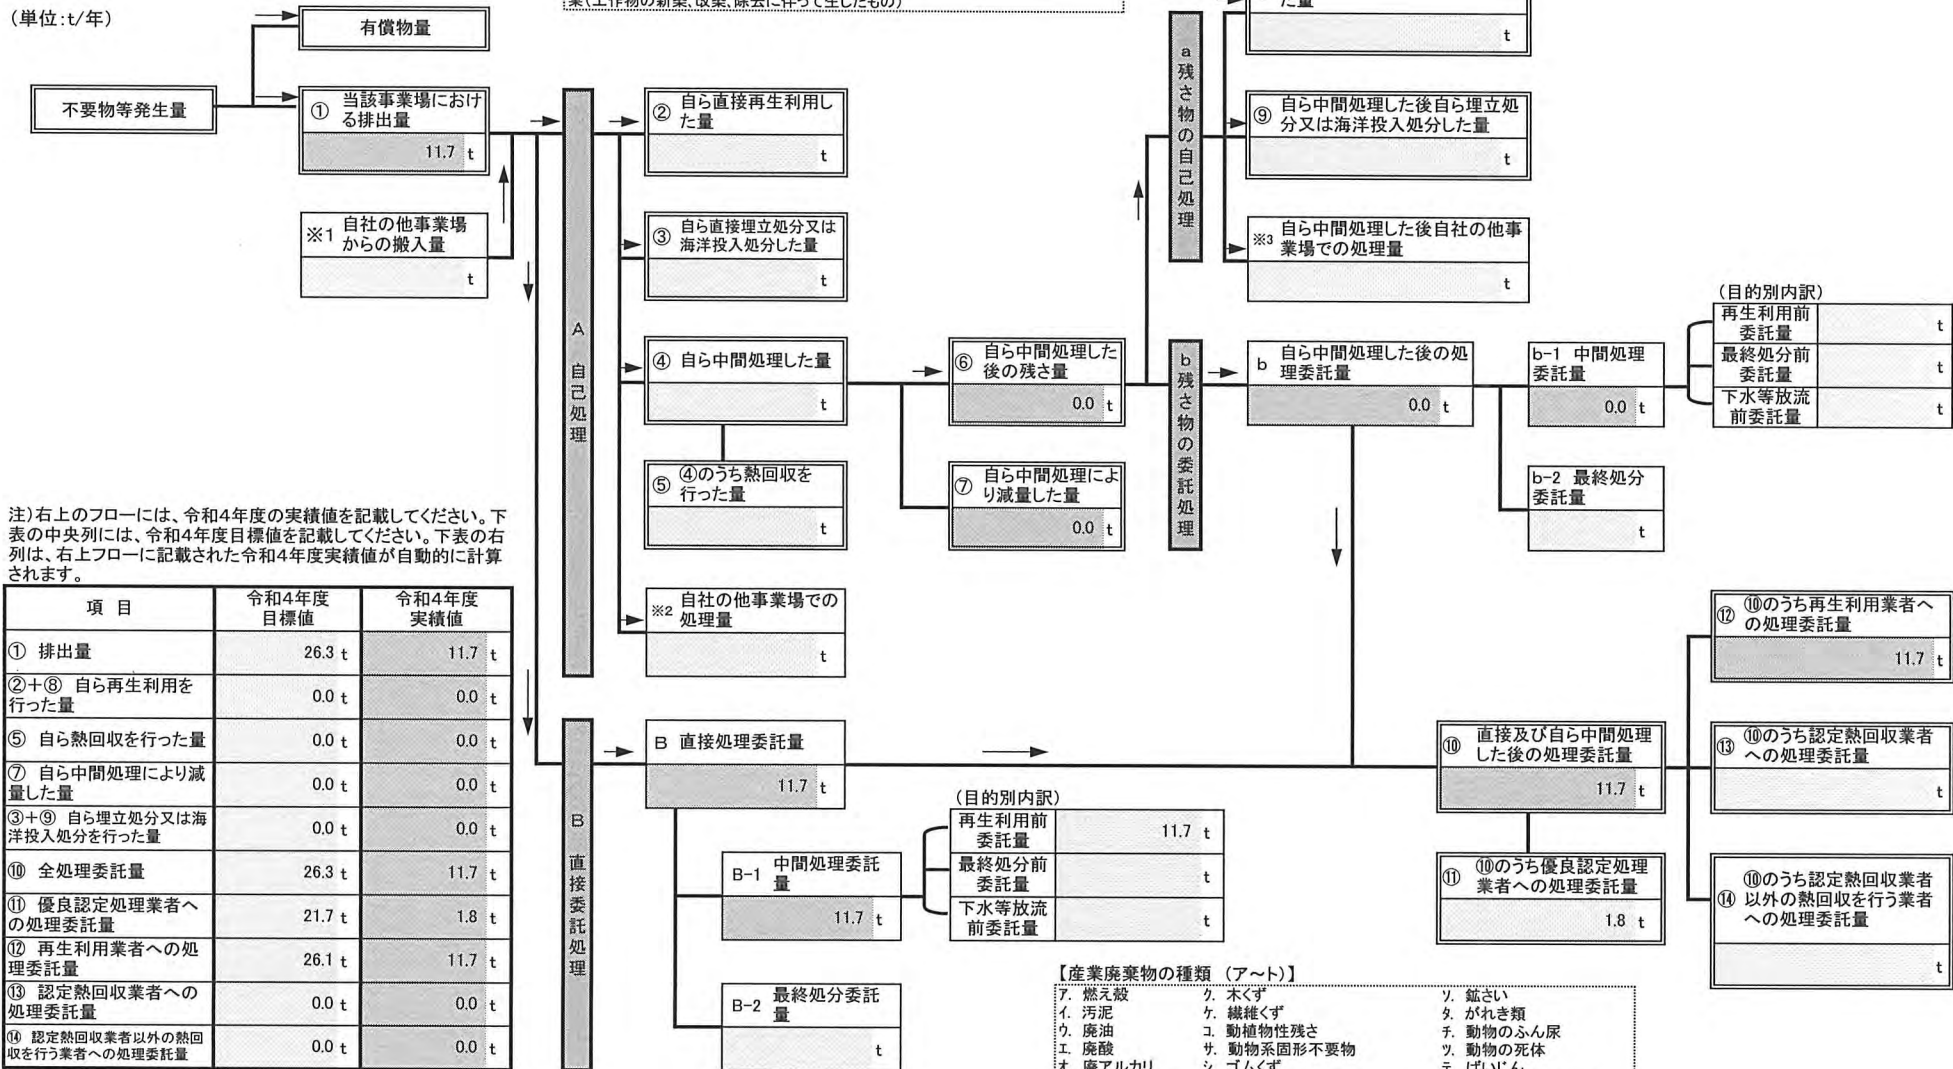 (単位:t/年)
業(工作物の新築、改築、除去に伴って生じたもの)
有償物量
不要物等発生量
① 当該事業場におけ
る排出量
11.7 t
※1 自社の他事業場
からの搬入量
t
A 自己処理
② 自ら直接再生利用し
た量
t
③ 自ら直接埋立処分又は
海洋投入処分した量
t
④ 自ら中間処理した量
t
⑤ ④のうち熱回収を
行った量
t
※2 自社の他事業場での
処理量
t
⑥ 自ら中間処理した
後の残さ量
0.0 t
⑦ 自ら中間処理によ
り減量した量
0.0 t
a 残さ物の自己処理
た量
t
⑨ 自ら中間処理した後自ら埋立処
分又は海洋投入処分した量
t
※3 自ら中間処理した後自社の他事
業場での処理量
t
b 残さ物の委託処理
b 自ら中間処理した後の処
理委託量
0.0 t
b-1 中間処理
委託量
0.0 t
b-2 最終処分
委託量
t
(目的別内訳)
再生利用前
委託量 t
最終処分前
委託量 t
下水等放流
前委託量 t
注)右上のフローには、令和4年度の実績値を記載してください。下
表の中央列には、令和4年度目標値を記載してください。下表の右
列は、右上フローに記載された令和4年度実績値が自動的に計算
されます。
項 目 令和4年度 目標値 令和4年度 実績値
① 排出量 26.3 t 11.7 t
②+⑧ 自ら再生利用を
行った量 0.0 t 0.0 t
⑤ 自ら熱回収を行った量 0.0 t 0.0 t
⑦ 自ら中間処理により減
量した量 0.0 t 0.0 t
③+⑨ 自ら埋立処分又は海
洋投入処分を行った量 0.0 t 0.0 t
⑩ 全処理委託量 26.3 t 11.7 t
⑪ 優良認定処理業者へ
の処理委託量 21.7 t 1.8 t
⑫ 再生利用業者への処
理委託量 26.1 t 11.7 t
⑬ 認定熱回収業者への
処理委託量 0.0 t 0.0 t
⑭ 認定熱回収業者以外の熱回
収を行う業者への処理委託量 0.0 t 0.0 t
B 直接委託処理
B 直接処理委託量
11.7 t
B-1 中間処理委託
量
11.7 t
B-2 最終処分委託
量
t
(目的別内訳)
再生利用前
委託量 11.7 t
最終処分前
委託量 t
下水等放流
前委託量 t
⑩ 直接及び自ら中間処理
した後の処理委託量
11.7 t
⑪ ⑩のうち優良認定処理
業者への処理委託量
1.8 t
⑫ ⑩のうち再生利用業者へ
の処理委託量
11.7 t
⑬ ⑩のうち認定熱回収業者
への処理委託量
t
⑭ ⑩のうち認定熱回収業者
以外の熱回収を行う業者
への処理委託量
t
【産業廃棄物の種類 (ア~ト)】
ア. 燃え殻 ク. 木くず ソ. 鉱さい
イ. 汚泥 ケ. 繊維くず タ. がれき類
ウ. 廃油 コ. 動植物性残さ チ. 動物のふん尿
エ. 廃酸 サ. 動物系固形不要物 ツ. 動物の死体
オ. 廃アルカリ シ. ゴムくず テ. ばいじん